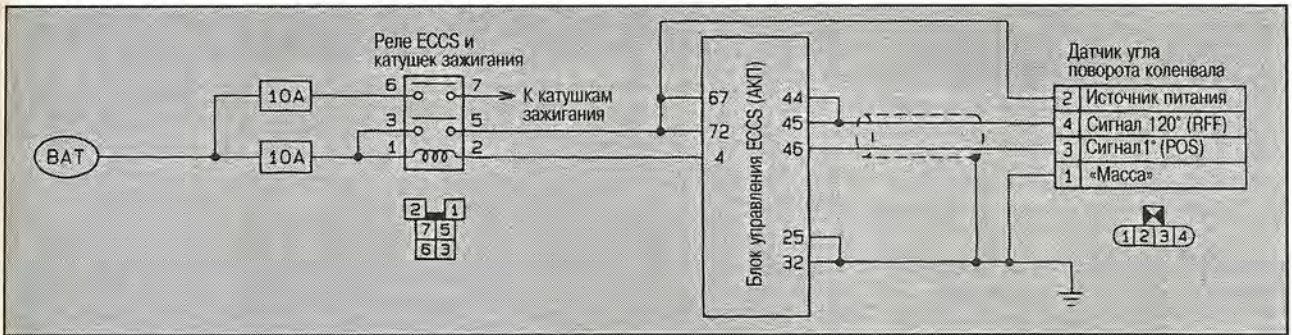 Реле ECCS и
катушек зажигания
BAT
10A
10A
6
7
3
5
1
2
К катушкам
зажигания
2 1
7 5
6 3
Блок управления ECCS (АКП)
67
72
4
44
45
46
25
32
Датчик угла
поворота коленвала
2 Источник питания
4 Сигнал 120° (RFF)
3 Сигнал 1° (POS)
1 «Масса»
1 2 3 4